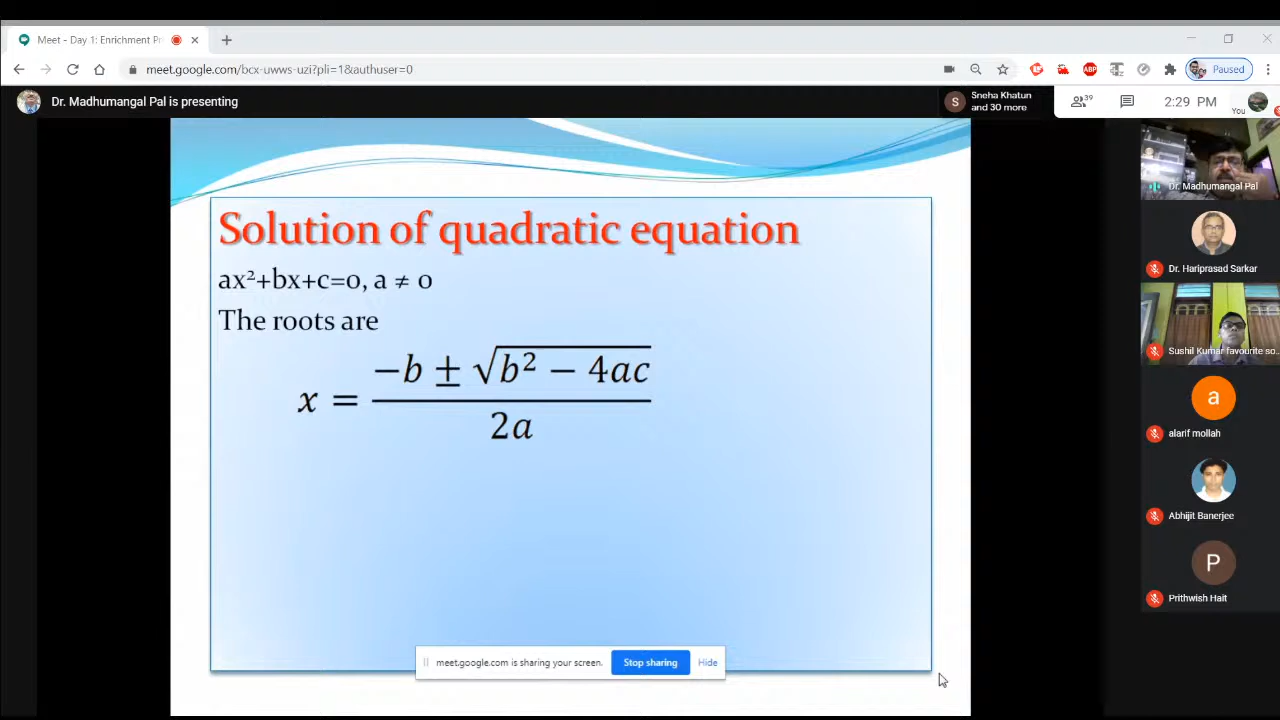 Meet - Day 1: Enrichment Pr
meet.google.com/bcx-uwws-uzi?pli=1&authuser=0
ABP
Paused
Dr. Madhumangal Pal is presenting
S
Sneha Khatun
and 30 more
39
2:29 PM
You
Solution of quadratic equation
ax²+bx+c=0, a ≠ 0
The roots are
x = (−b ± √(b² − 4ac)) / 2a
meet.google.com is sharing your screen.
Stop sharing
Hide
Dr. Madhumangal Pal
Dr. Hariprasad Sarkar
Sushil Kumar favourite so...
a
alarif mollah
Abhijit Banerjee
P
Prithwish Hait